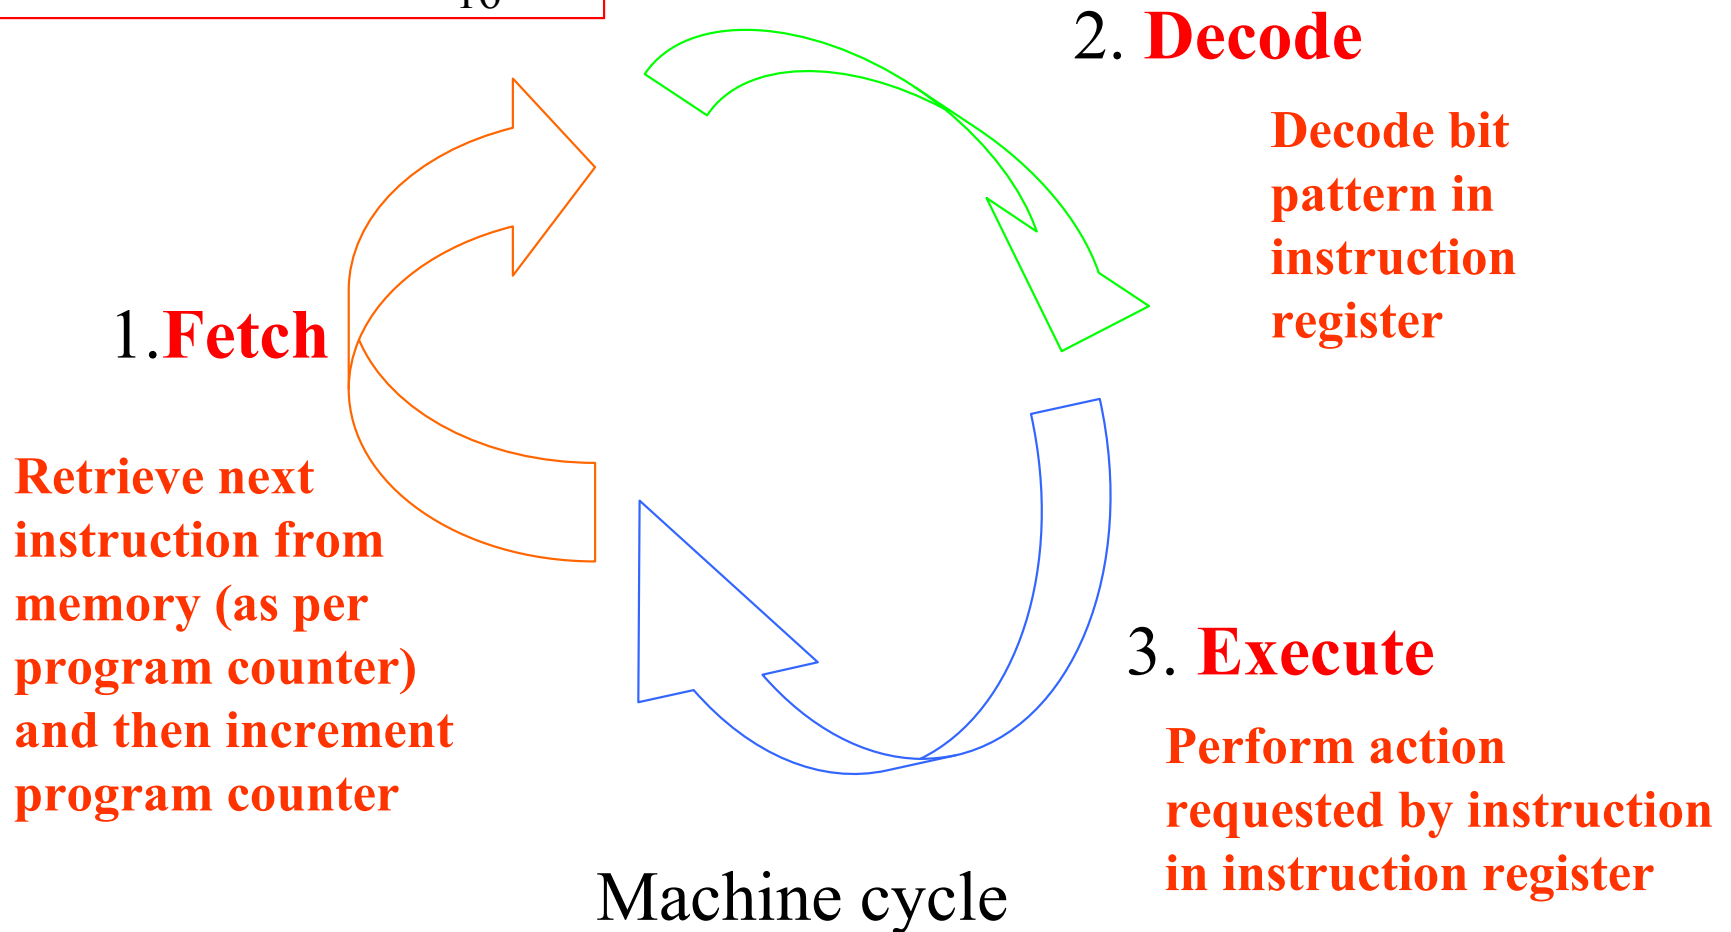 1.Fetch
Retrieve next
instruction from
memory (as per
program counter)
and then increment
program counter
2. Decode
Decode bit
pattern in
instruction
register
3. Execute
Perform action
requested by instruction
in instruction register
Machine cycle